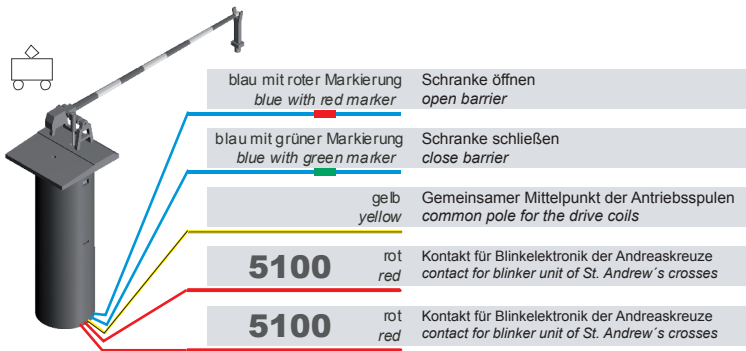 blau mit roter Markierung Schranke öffnen
blue with red marker open barrier
blau mit grüner Markierung Schranke schließen
blue with green marker close barrier
gelb Gemeinsamer Mittelpunkt der Antriebsspulen
yellow common pole for the drive coils
5100 rot Kontakt für Blinkelektronik der Andreaskreuze
red contact for blinker unit of St. Andrew´s crosses
5100 rot Kontakt für Blinkelektronik der Andreaskreuze
red contact for blinker unit of St. Andrew´s crosses